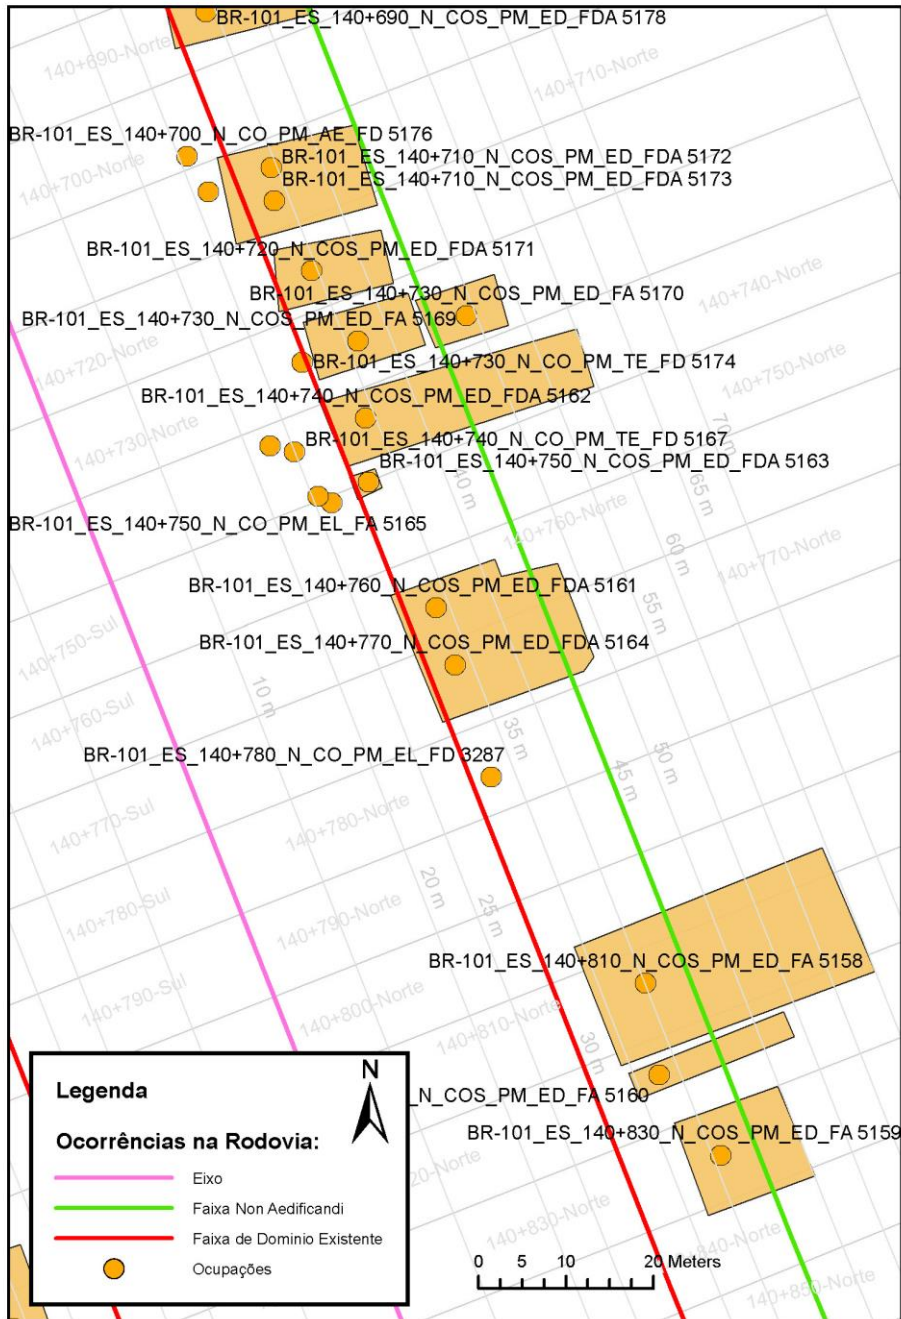 BR-101_ES_140+690_N_COS_PM_ED_FDA 5178
140+690-Norte
140+710-Norte
BR-101_ES_140+700_N_CO_PM_AE_FD 5176
BR-101_ES_140+710_N_COS_PM_ED_FDA 5172
140+700-Norte
BR-101_ES_140+710_N_COS_PM_ED_FDA 5173
BR-101_ES_140+720_N_COS_PM_ED_FDA 5171
140+740-Norte
BR-101_ES_140+730_N_COS_PM_ED_FA 5170
BR-101_ES_140+730_N_COS_PM_ED_FA 5169
140+720-Norte
BR-101_ES_140+730_N_CO_PM_TE_FD 5174
140+750-Norte
BR-101_ES_140+740_N_COS_PM_ED_FDA 5162
70 m
140+730-Norte
BR-101_ES_140+740_N_CO_PM_TE_FD 5167
BR-101_ES_140+750_N_COS_PM_ED_FDA 5163
40 m
65 m
BR-101_ES_140+750_N_CO_PM_EL_FA 5165
140+760-Norte
60 m
140+770-Norte
BR-101_ES_140+760_N_COS_PM_ED_FDA 5161
55 m
140+750-Sul
BR-101_ES_140+770_N_COS_PM_ED_FDA 5164
10 m
140+760-Sul
35 m
BR-101_ES_140+780_N_CO_PM_EL_FD 3287
50 m
45 m
140+770-Sul
140+780-Norte
20 m
25 m
140+780-Sul
140+790-Norte
BR-101_ES_140+810_N_COS_PM_ED_FA 5158
140+790-Sul
140+800-Norte
140+810-Norte
30 m
N
Legenda
_N_COS_PM_ED_FA 5160
Ocorrências na Rodovia:
BR-101_ES_140+830_N_COS_PM_ED_FA 5159
Eixo
20-Norte
Faixa Non Aedificandi
140+830-Norte
Faixa de Dominio Existente
840-Norte
Ocupações
0 5 10 20 Meters
140+850-Norte